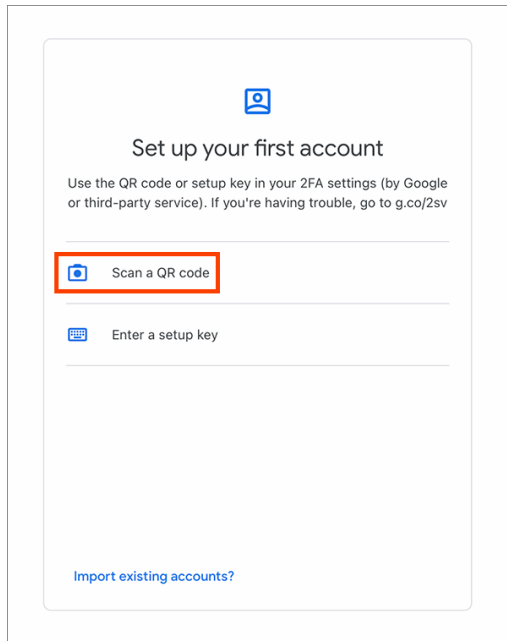 Set up your first account
Use the QR code or setup key in your 2FA settings (by Google
or third-party service). If you're having trouble, go to g.co/2sv
Scan a QR code
Enter a setup key
Import existing accounts?